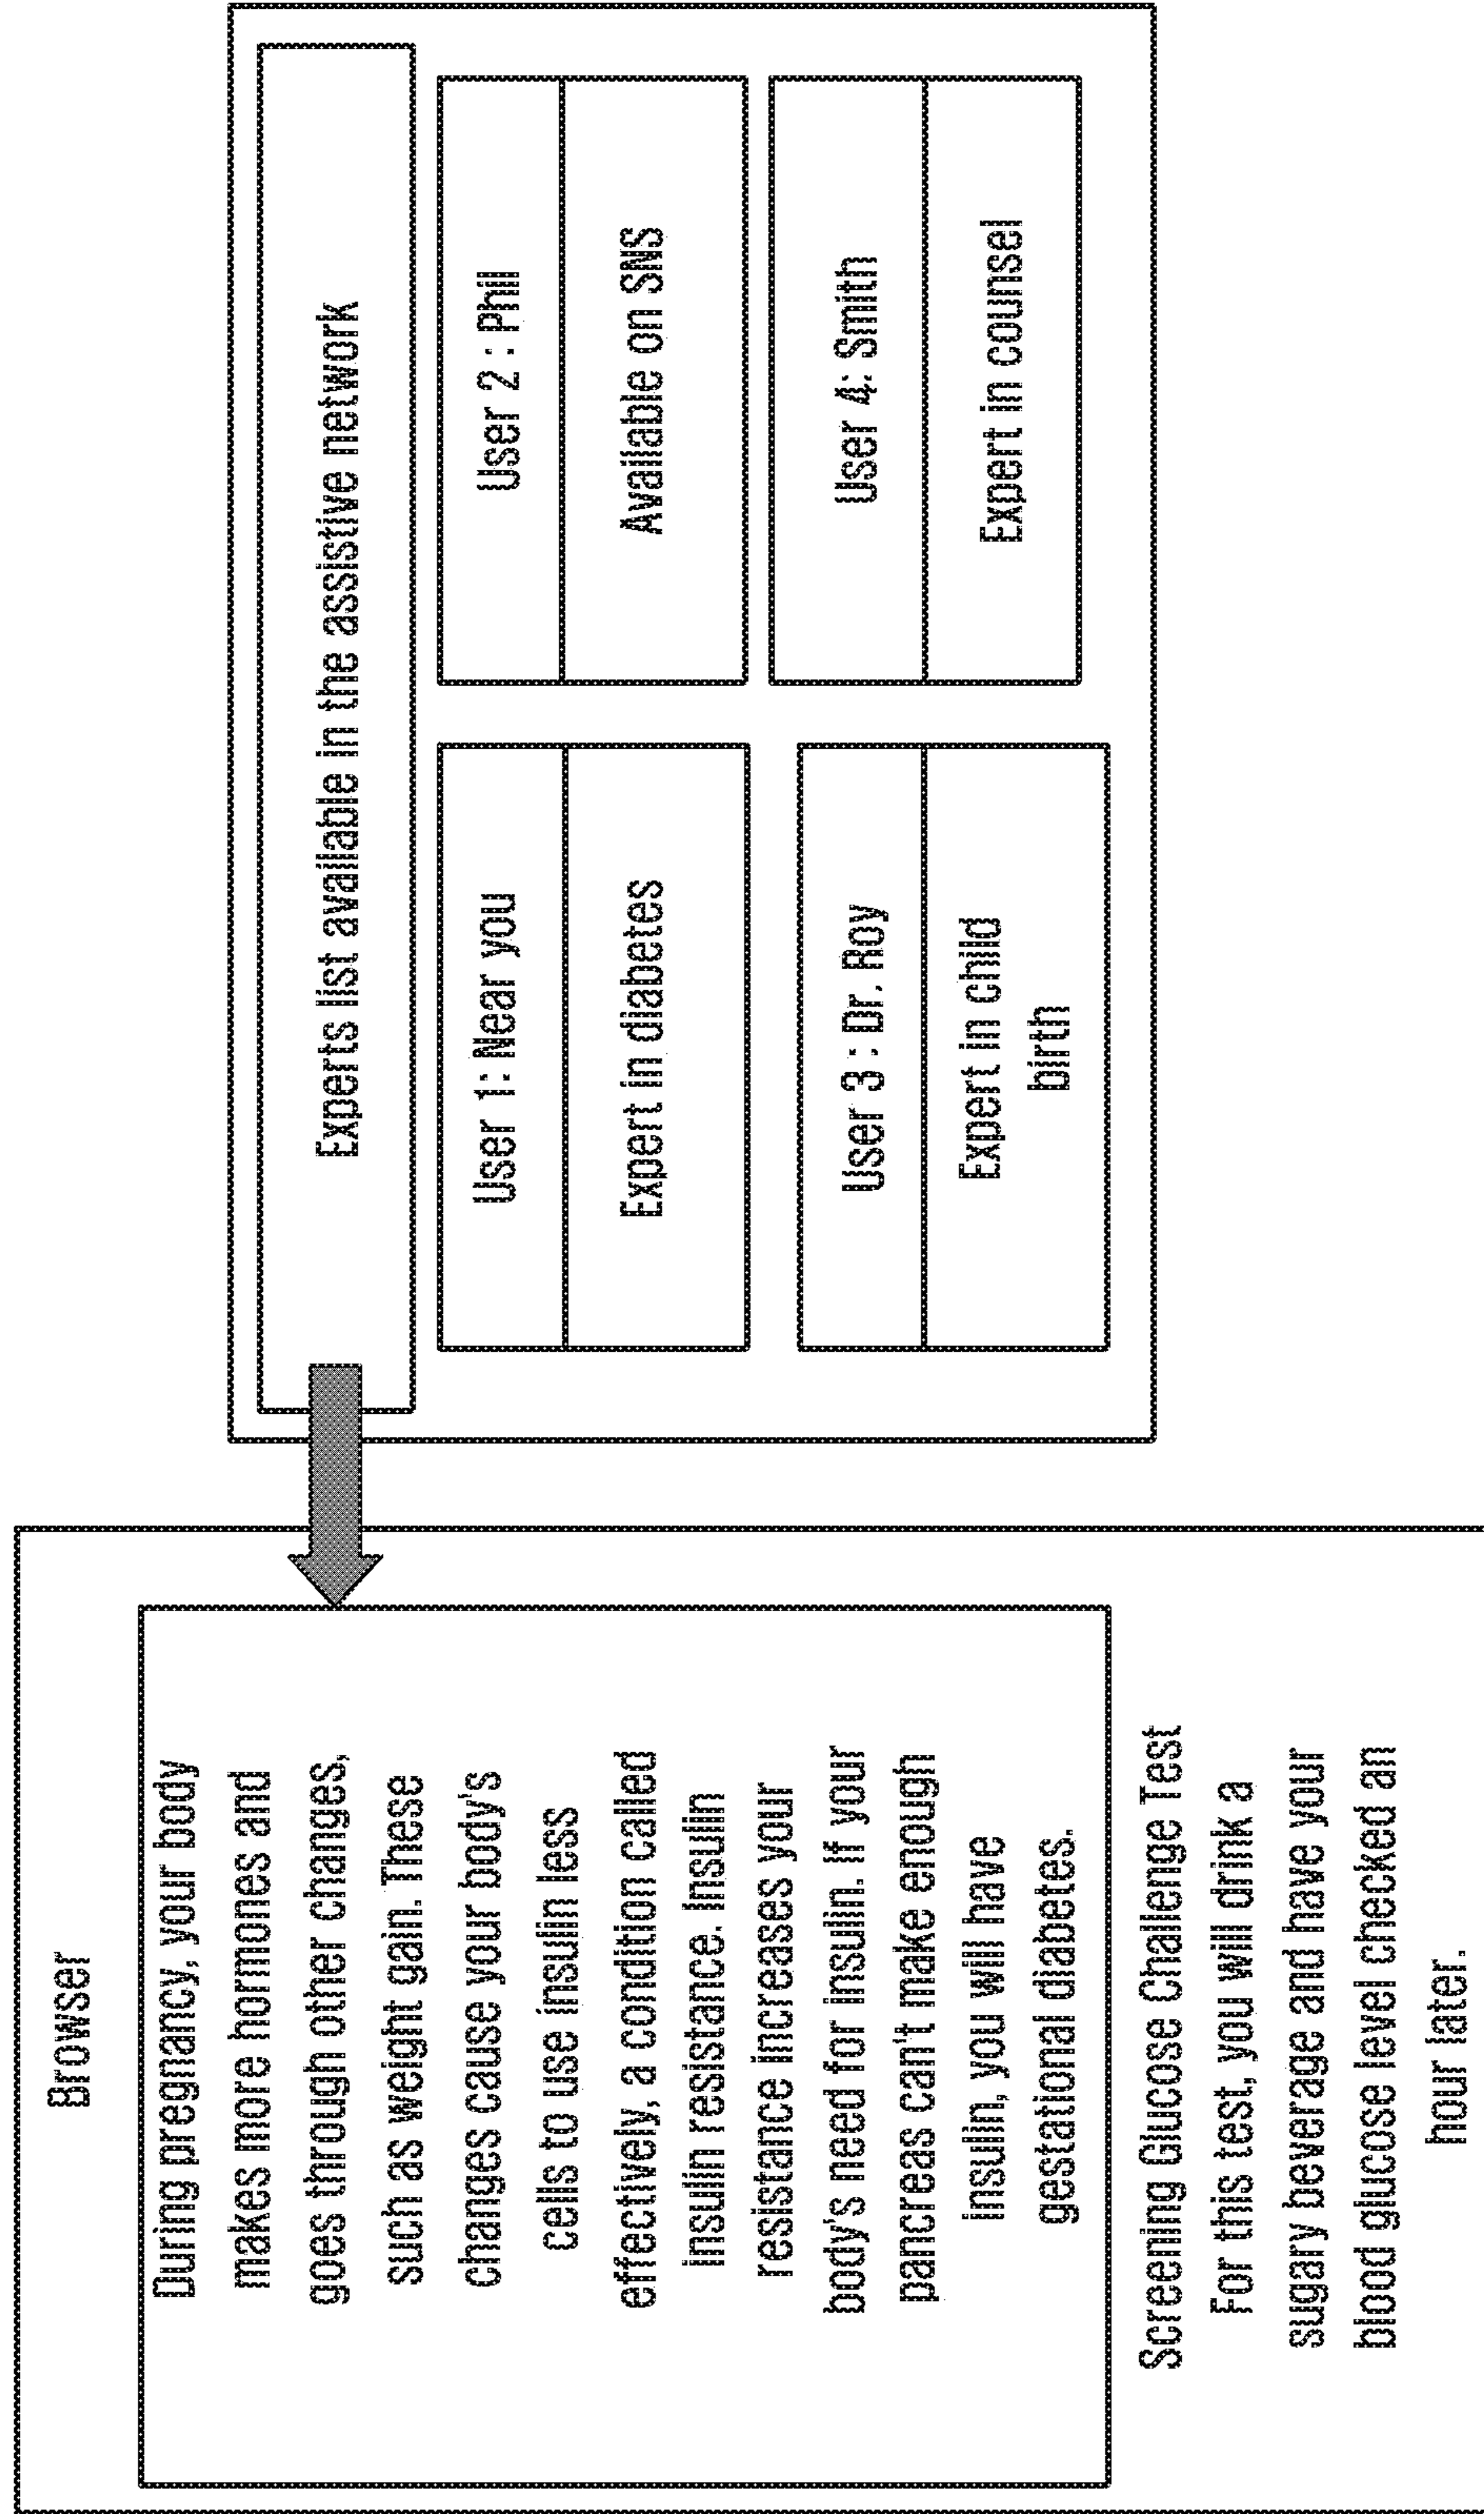 Browser
During pregnancy, your body
makes more hormones and
goes through other changes,
such as weight gain. These
changes cause your body's
cells to use insulin less
effectively, a condition called
insulin resistance. Insulin
resistance increases your
body's need for insulin. if your
pancreas can't make enough
insulin, you will have
gestational diabetes.
Screening Glucose Challenge Test
For this test, you will drink a
sugary beverage and have your
blood glucose level checked an
hour later.
Experts list available in the assistive network
User 1: Near you
Expert in diabetes
User 2 : Phil
Available on SNS
User 3 : Dr. Roy
Expert in child
birth
User 4: Smith
Expert in counsel